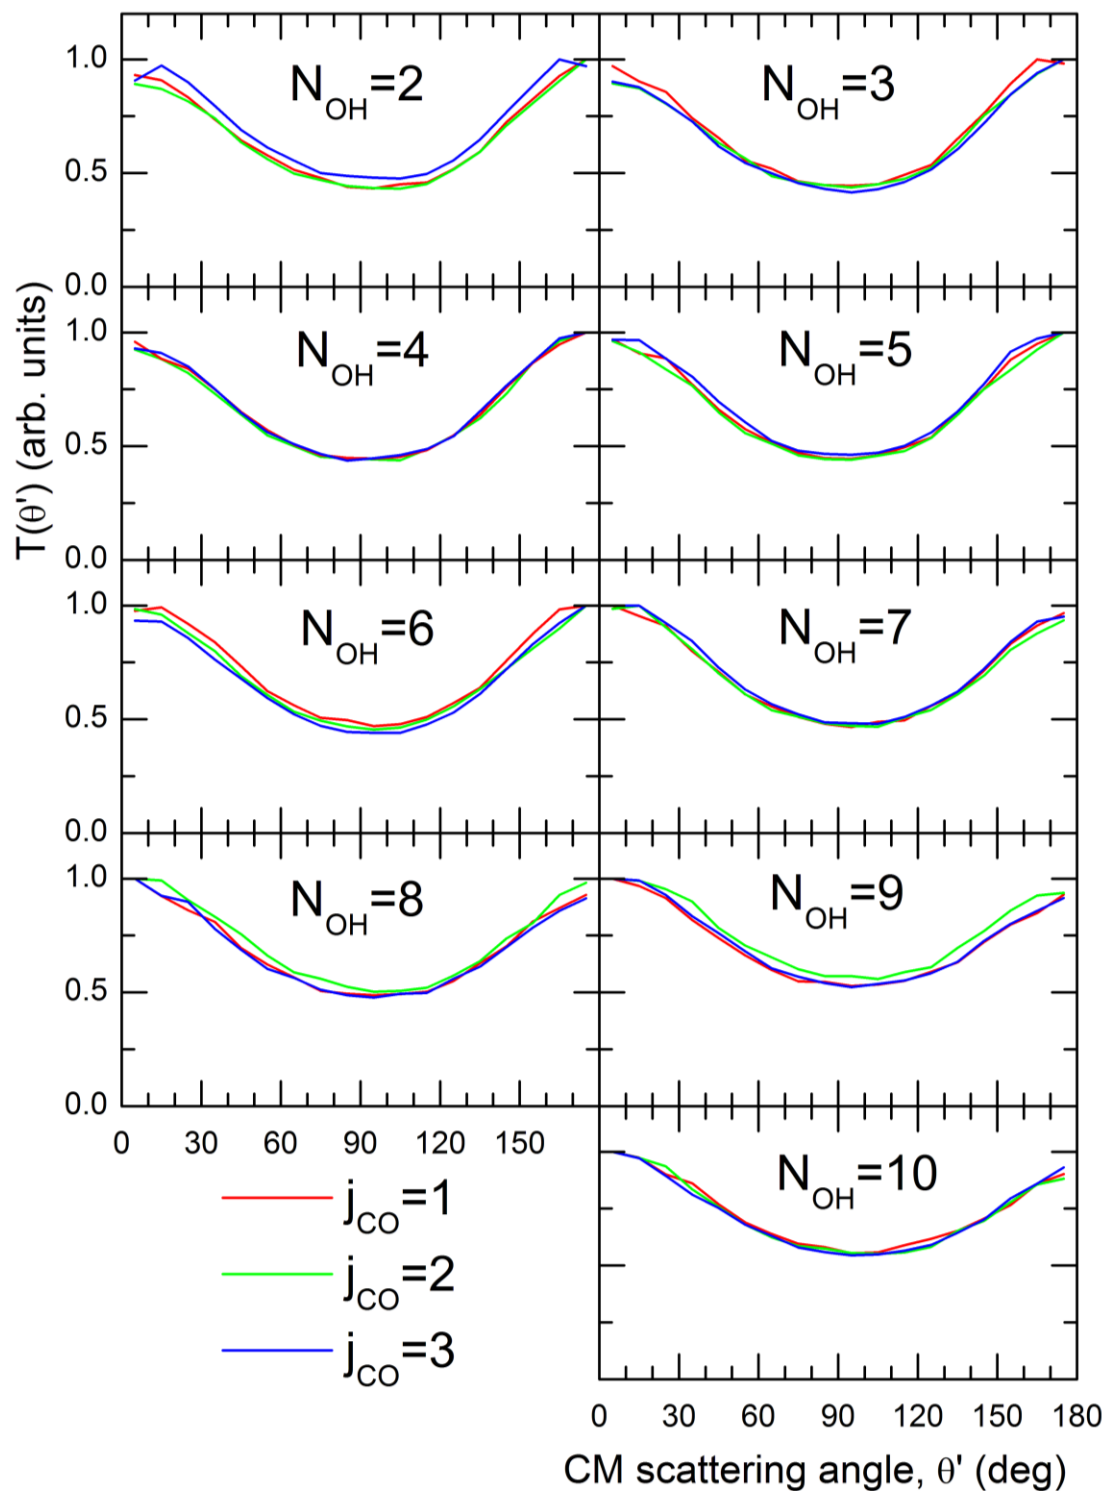 1.0
0.5
0.0
N_OH=2
N_OH=3
1.0
0.5
0.0
N_OH=4
N_OH=5
T(θ') (arb. units)
1.0
0.5
0.0
N_OH=6
N_OH=7
1.0
0.5
0.0
N_OH=8
N_OH=9
0 30 60 90 120 150
N_OH=10
j_CO=1
j_CO=2
j_CO=3
0 30 60 90 120 150 180
CM scattering angle, θ' (deg)